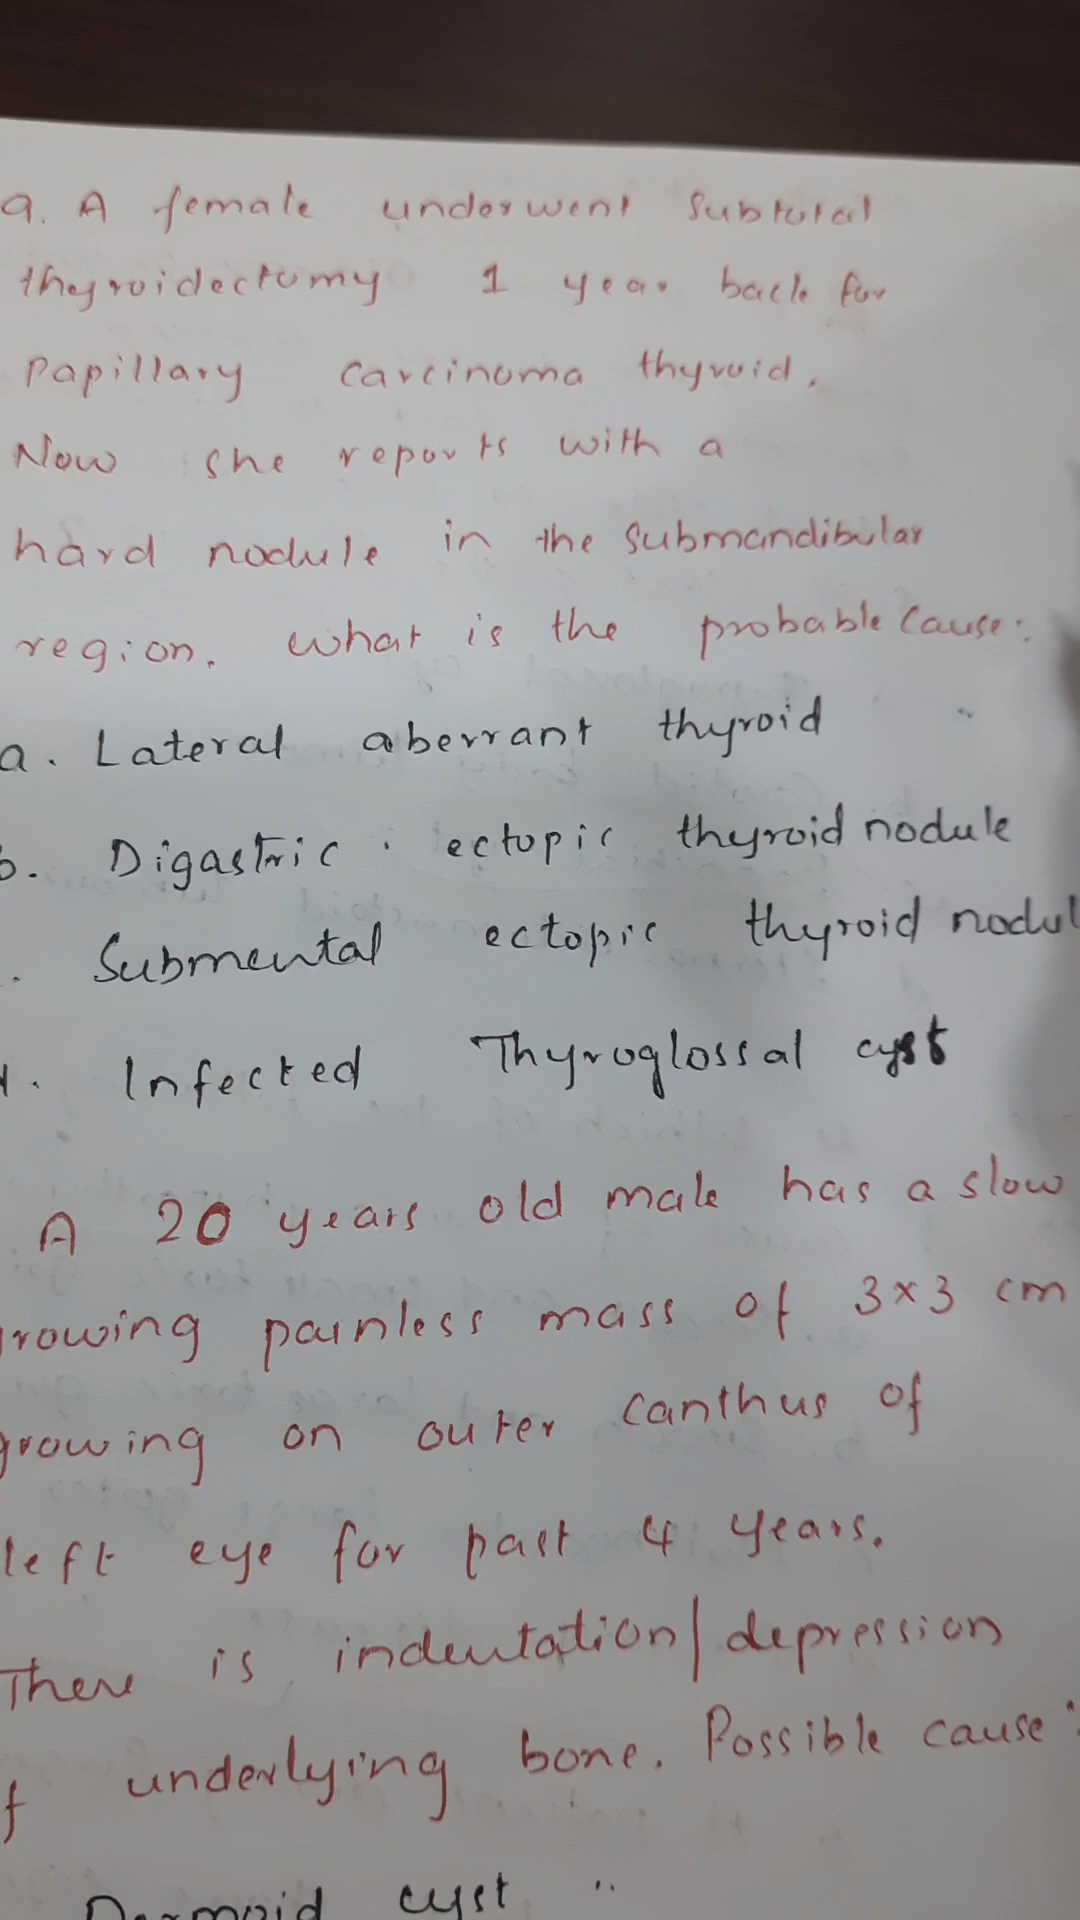 9. A female underwent Subtotal
thyroidectomy 1 year back for
Papillary carcinoma thyroid.
Now she reports with a
hard nodule in the Submandibular
region. what is the probable cause:
a. Lateral aberrant thyroid
b. Digastric ectopic thyroid nodule
. Submental ectopic thyroid nodul
d. Infected Thyroglossal cyst
A 20 years old male has a slow
rowing painless mass of 3x3 cm
growing on outer canthus of
left eye for past 4 years.
There is indentation/depression
f underlying bone. Possible cause:
Dermoid cyst